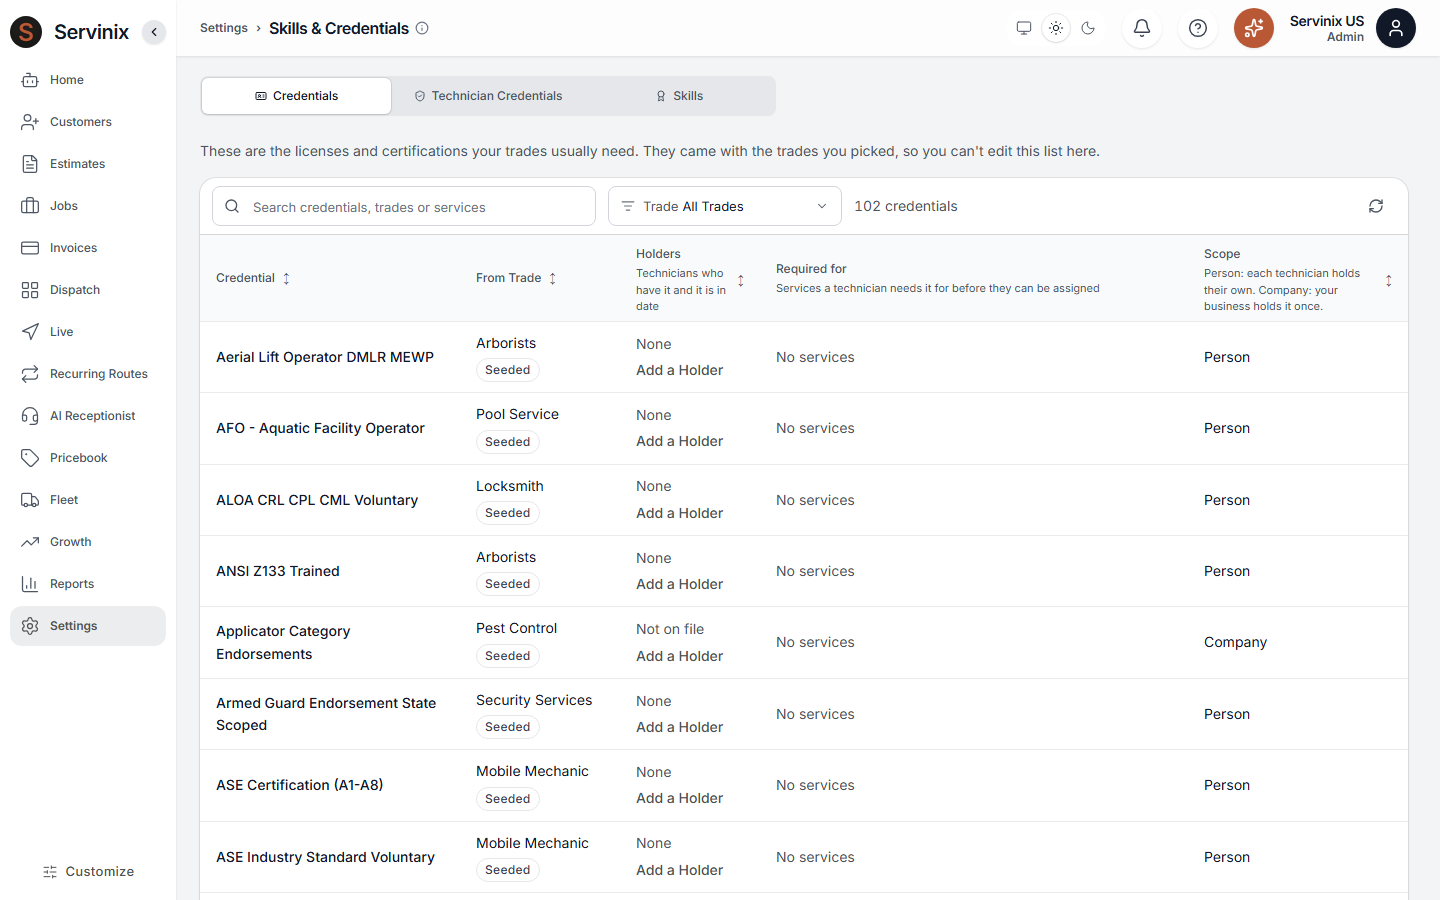 S Servinix
Settings › Skills & Credentials
Servinix US
Admin
Home
Customers
Estimates
Jobs
Invoices
Dispatch
Live
Recurring Routes
AI Receptionist
Pricebook
Fleet
Growth
Reports
Settings
Customize
Credentials
Technician Credentials
Skills
These are the licenses and certifications your trades usually need. They came with the trades you picked, so you can't edit this list here.
Search credentials, trades or services
Trade All Trades
102 credentials
Credential
From Trade
Holders
Technicians who
have it and it is in
date
Required for
Services a technician needs it for before they can be assigned
Scope
Person: each technician holds
their own. Company: your
business holds it once.
Aerial Lift Operator DMLR MEWP
Arborists
Seeded
None
Add a Holder
No services
Person
AFO - Aquatic Facility Operator
Pool Service
Seeded
None
Add a Holder
No services
Person
ALOA CRL CPL CML Voluntary
Locksmith
Seeded
None
Add a Holder
No services
Person
ANSI Z133 Trained
Arborists
Seeded
None
Add a Holder
No services
Person
Applicator Category
Endorsements
Pest Control
Seeded
Not on file
Add a Holder
No services
Company
Armed Guard Endorsement State
Scoped
Security Services
Seeded
None
Add a Holder
No services
Person
ASE Certification (A1-A8)
Mobile Mechanic
Seeded
None
Add a Holder
No services
Person
ASE Industry Standard Voluntary
Mobile Mechanic
Seeded
None
Add a Holder
No services
Person